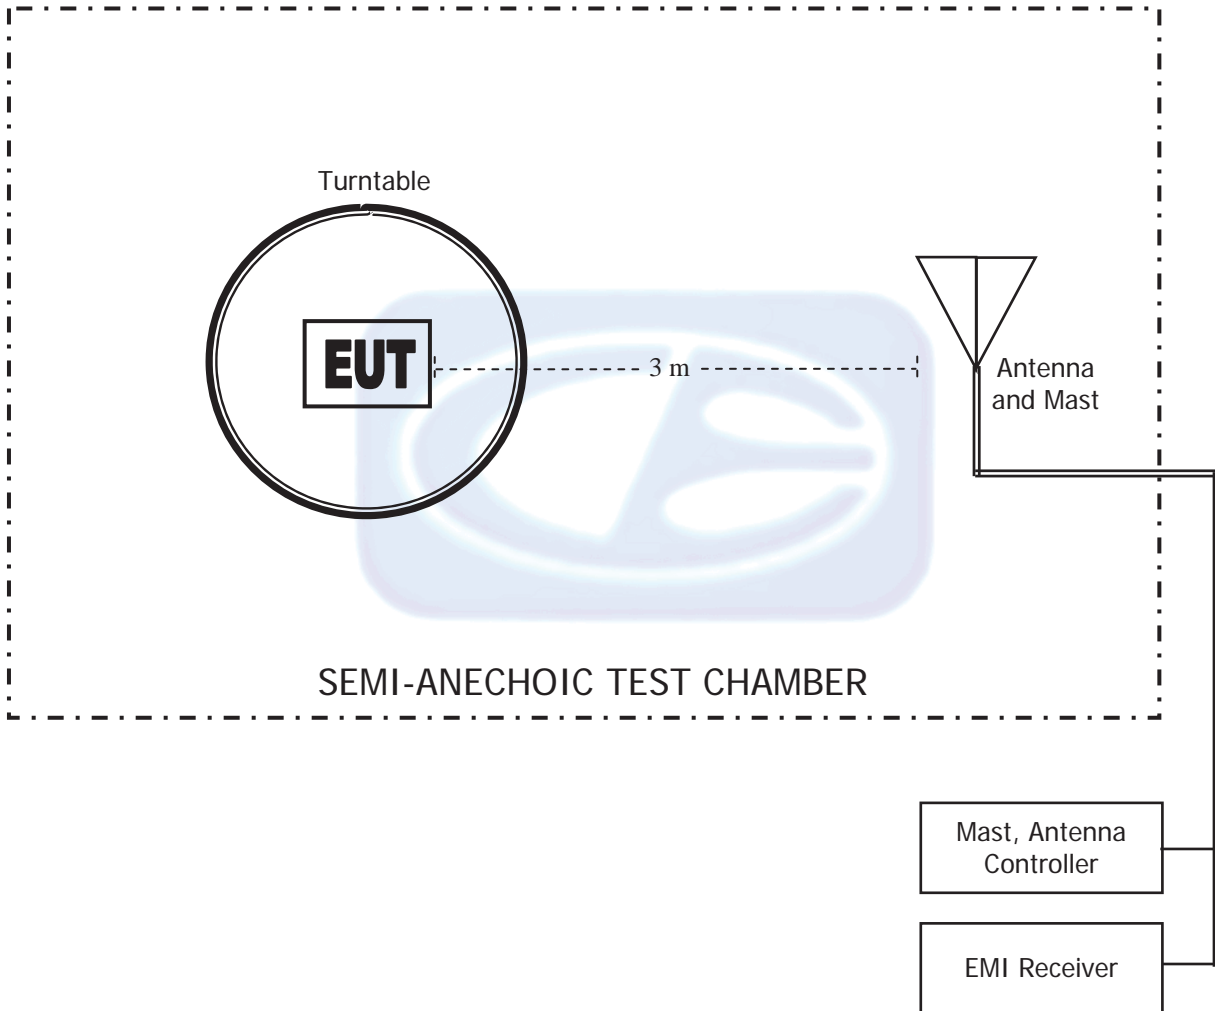 Turntable
EUT
3 m
Antenna
and Mast
SEMI-ANECHOIC TEST CHAMBER
Mast, Antenna
Controller
EMI Receiver